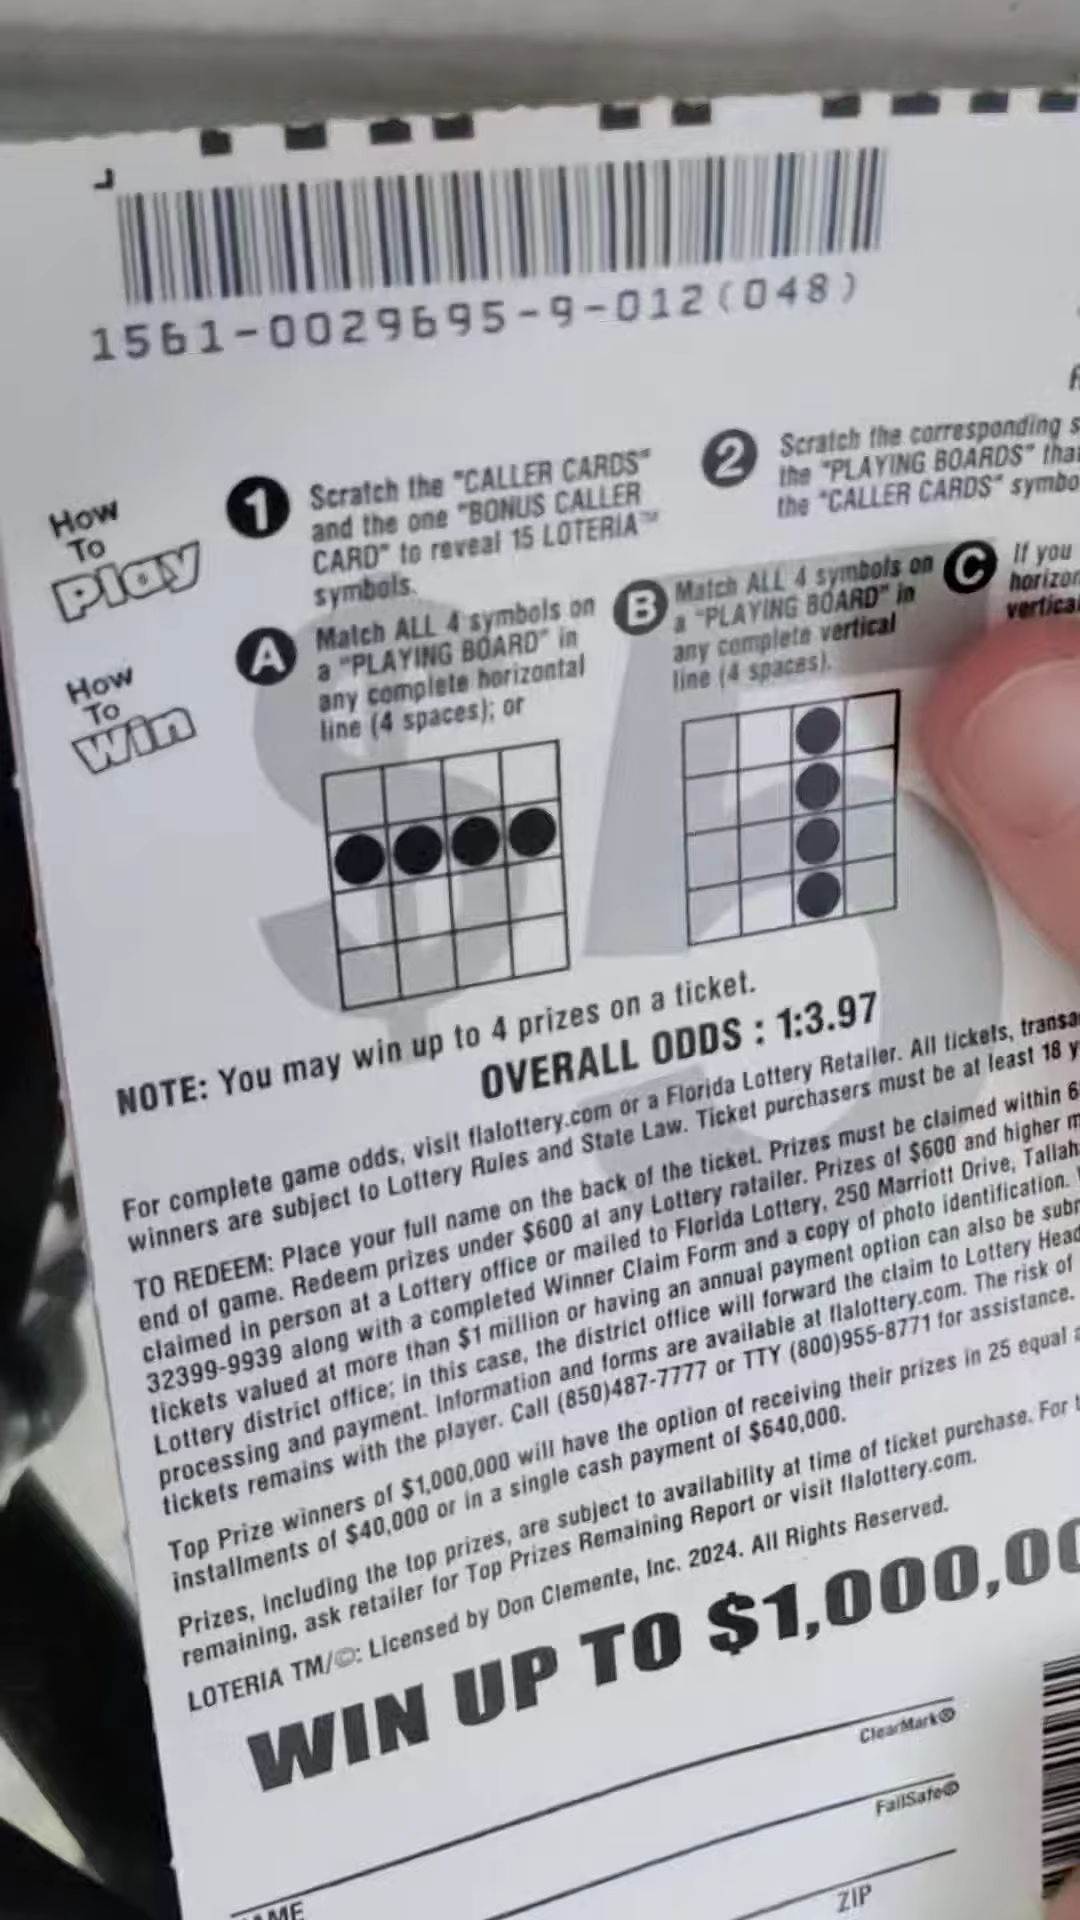 1561-0029695-9-012(048)
How
To
Play
1
Scratch the "CALLER CARDS"
and the one "BONUS CALLER
CARD" to reveal 15 LOTERIA™
symbols.
2
Scratch the corresponding
the "PLAYING BOARDS"
the "CALLER CARDS"
How
To
Win
A
Match ALL 4 symbols on
a "PLAYING BOARD" in
any complete horizontal
line (4 spaces); or
B
Match ALL 4 symbols on
a "PLAYING BOARD" in
any complete vertical
line (4 spaces).
C
If you
NOTE: You may win up to 4 prizes on a ticket.
OVERALL ODDS : 1:3.97
For complete game odds, visit flalottery.com or a Florida Lottery Retailer. All tickets,
winners are subject to Lottery Rules and State Law. Ticket purchasers must be at least 18
TO REDEEM: Place your full name on the back of the ticket. Prizes must be claimed within
end of game. Redeem prizes under $600 at any Lottery ratailer. Prizes of $600 and higher
claimed in person at a Lottery office or mailed to Florida Lottery, 250 Marriott Drive,
32399-9939 along with a completed Winner Claim Form and a copy of photo identification.
tickets valued at more than $1 million or having an annual payment option can also be
Lottery district office; in this case, the district office will forward the claim to Lottery
processing and payment. Information and forms are available at flalottery.com. The risk of
tickets remains with the player. Call (850)487-7777 or TTY (800)955-8771 for assistance.
Top Prize winners of $1,000,000 will have the option of receiving their prizes in 25 equal
installments of $40,000 or in a single cash payment of $640,000.
Prizes, including the top prizes, are subject to availability at time of ticket purchase. For
remaining, ask retailer for Top Prizes Remaining Report or visit flalottery.com.
LOTERIA TM/©: Licensed by Don Clemente, Inc. 2024. All Rights Reserved.
WIN UP TO $1,000,00
ClearMark®
FailSafe®
ZIP